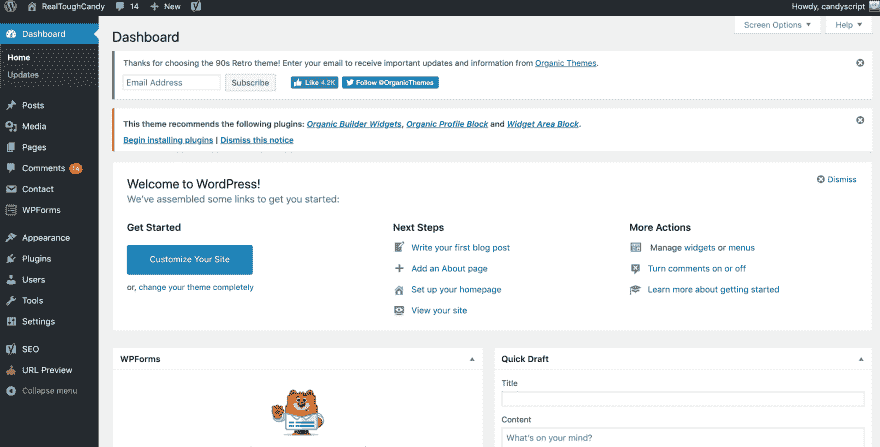 RealToughCandy 14 New
Howdy, candyscript
Dashboard
Home
Updates
Posts
Media
Pages
Comments 14
Contact
WPForms
Appearance
Plugins
Users
Tools
Settings
SEO
URL Preview
Collapse menu
Screen Options
Help
Dashboard
Thanks for choosing the 90s Retro theme! Enter your email to receive important updates and information from Organic Themes.
Email Address Subscribe Like 4.2K Follow @OrganicThemes
This theme recommends the following plugins: Organic Builder Widgets, Organic Profile Block and Widget Area Block.
Begin installing plugins | Dismiss this notice
Welcome to WordPress!
Dismiss
We've assembled some links to get you started:
Get Started
Customize Your Site
or, change your theme completely
Next Steps
Write your first blog post
Add an About page
Set up your homepage
View your site
More Actions
Manage widgets or menus
Turn comments on or off
Learn more about getting started
WPForms
Quick Draft
Title
Content
What's on your mind?